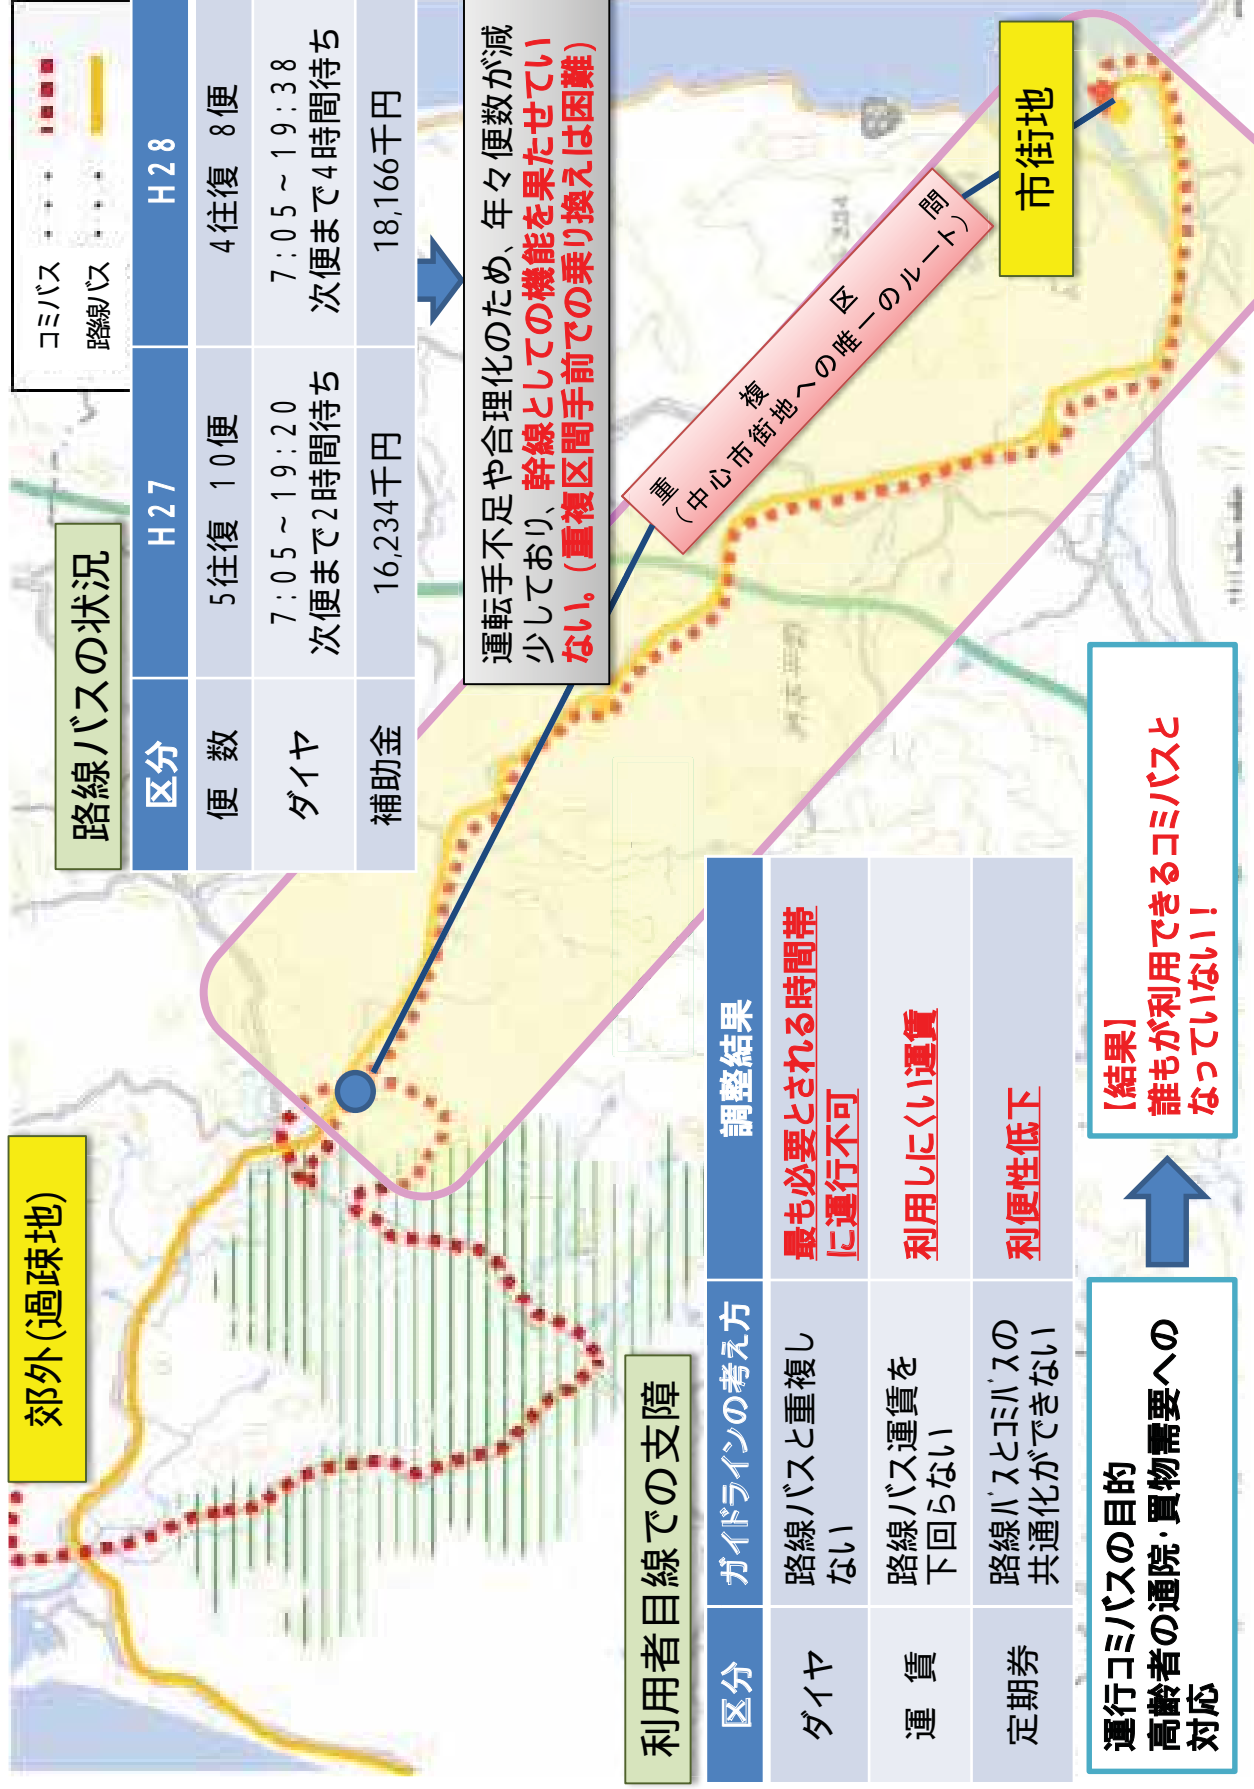 郊外(過疎地)
路線バスの状況
コミバス ・・・
路線バス ・・・
区分 H27 H28
便 数 5往復 10便 4往復 8便
ダイヤ 7:05~19:20 7:05~19:38
次便まで2時間待ち 次便まで4時間待ち
補助金 16,234千円 18,166千円
運転手不足や合理化のため、年々便数が減
少しており、幹線としての機能を果たせてい
ない。(重複区間手前での乗り換えは困難)
重 複 区 間
(中心市街地への唯一のルート)
市街地
利用者目線での支障
区分 ガイドラインの考え方 調整結果
ダイヤ 路線バスと重複し 最も必要とされる時間帯
ない に運行不可
運 賃 路線バス運賃を 利用しにくい運賃
下回らない
定期券 路線バスとコミバスの 利便性低下
共通化ができない
運行コミバスの目的
高齢者の通院・買物需要への
対応
【結果】
誰もが利用できるコミバスと
なっていない!